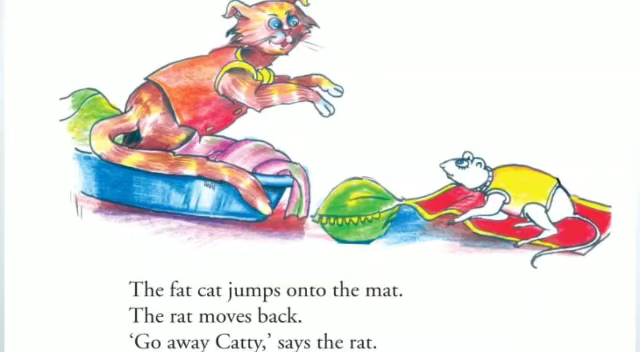 The fat cat jumps onto the mat.
The rat moves back.
‘Go away Catty,’ says the rat.